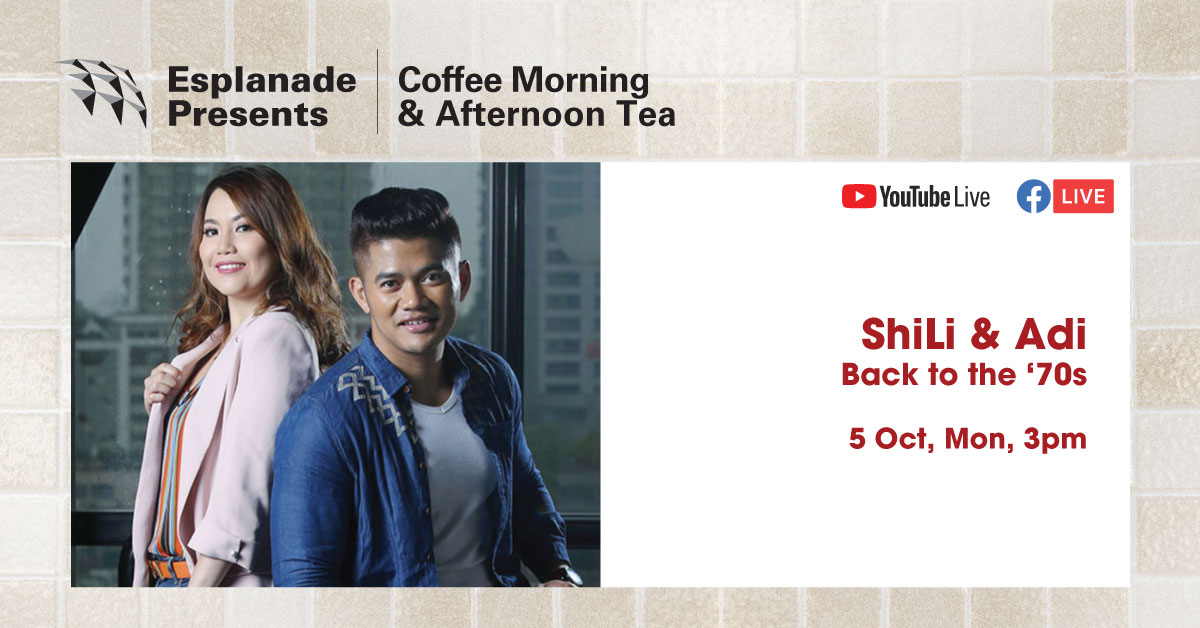 Esplanade
Presents
Coffee Morning
& Afternoon Tea
YouTube Live
LIVE
ShiLi & Adi
Back to the ‘70s
5 Oct, Mon, 3pm